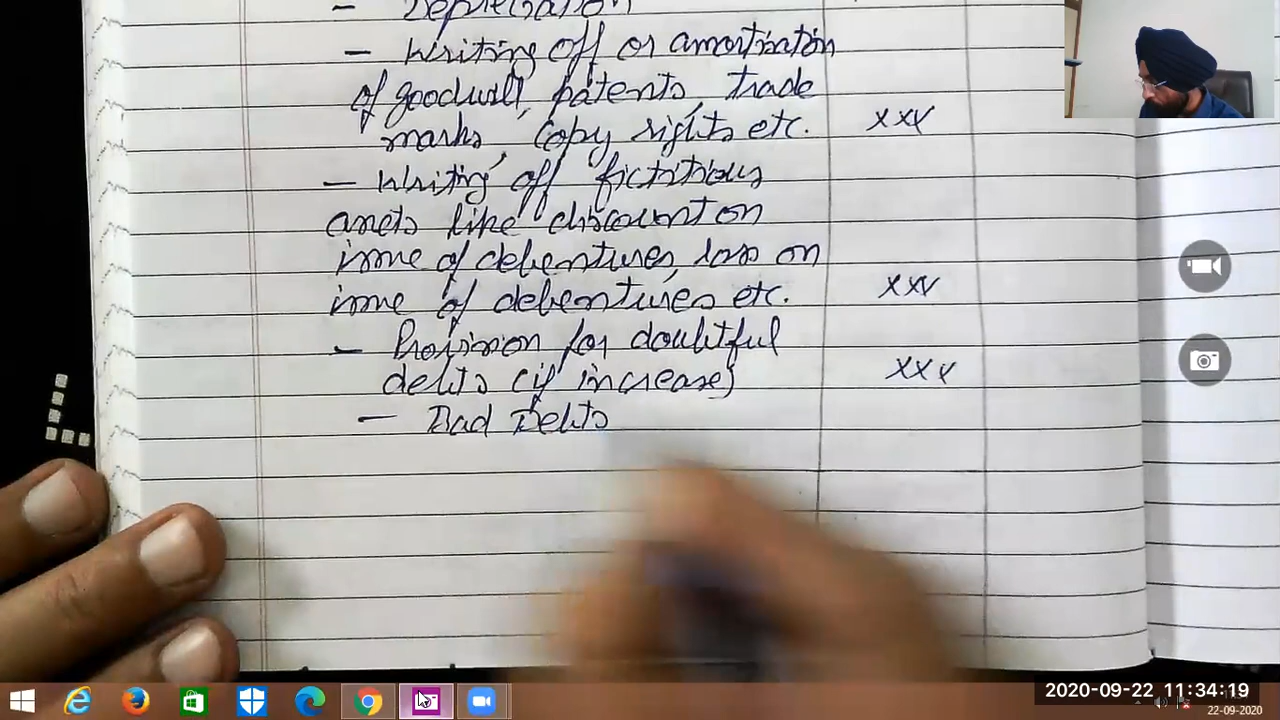 - Depreciation
- Writing off or amortization
of goodwill, patents, trade
marks, copy rights etc. xxx
- Writing off fictitious
assets like discount on
issue of debentures, loss on
issue of debentures etc. xxx
- Provision for doubtful
debts (if increase) xxx
- Bad Debts
2020-09-22 11:34:19
22-09-2020